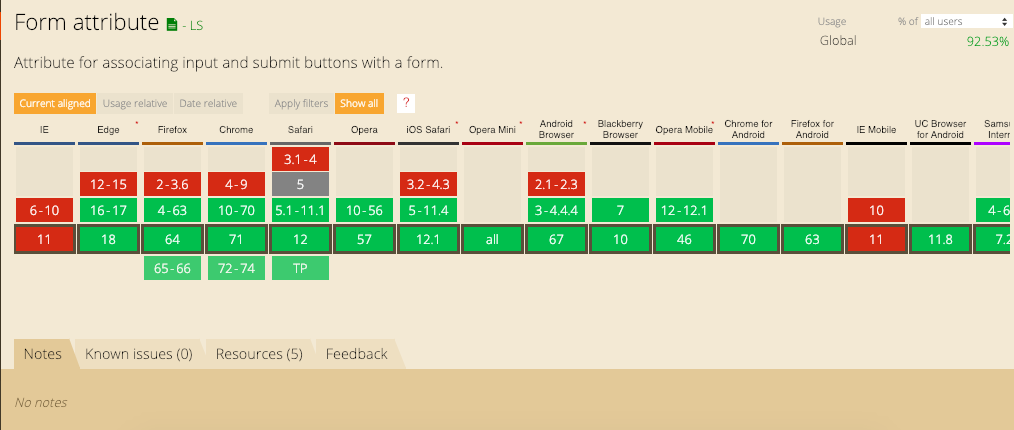 Form attribute - LS
Usage % of all users
Global 92.53%
Attribute for associating input and submit buttons with a form.
Current aligned Usage relative Date relative Apply filters Show all ?
IE Edge * Firefox Chrome Safari Opera iOS Safari * Opera Mini * Android Browser * Blackberry Browser Opera Mobile * Chrome for Android Firefox for Android IE Mobile UC Browser for Android Sams Intern
3.1-4
12-15 2-3.6 4-9 5 3.2-4.3 2.1-2.3
6-10 16-17 4-63 10-70 5.1-11.1 10-56 5-11.4 3-4.4.4 7 12-12.1 10 4-6
11 18 64 71 12 57 12.1 all 67 10 46 70 63 11 11.8 7.2
65-66 72-74 TP
Notes Known issues (0) Resources (5) Feedback
No notes